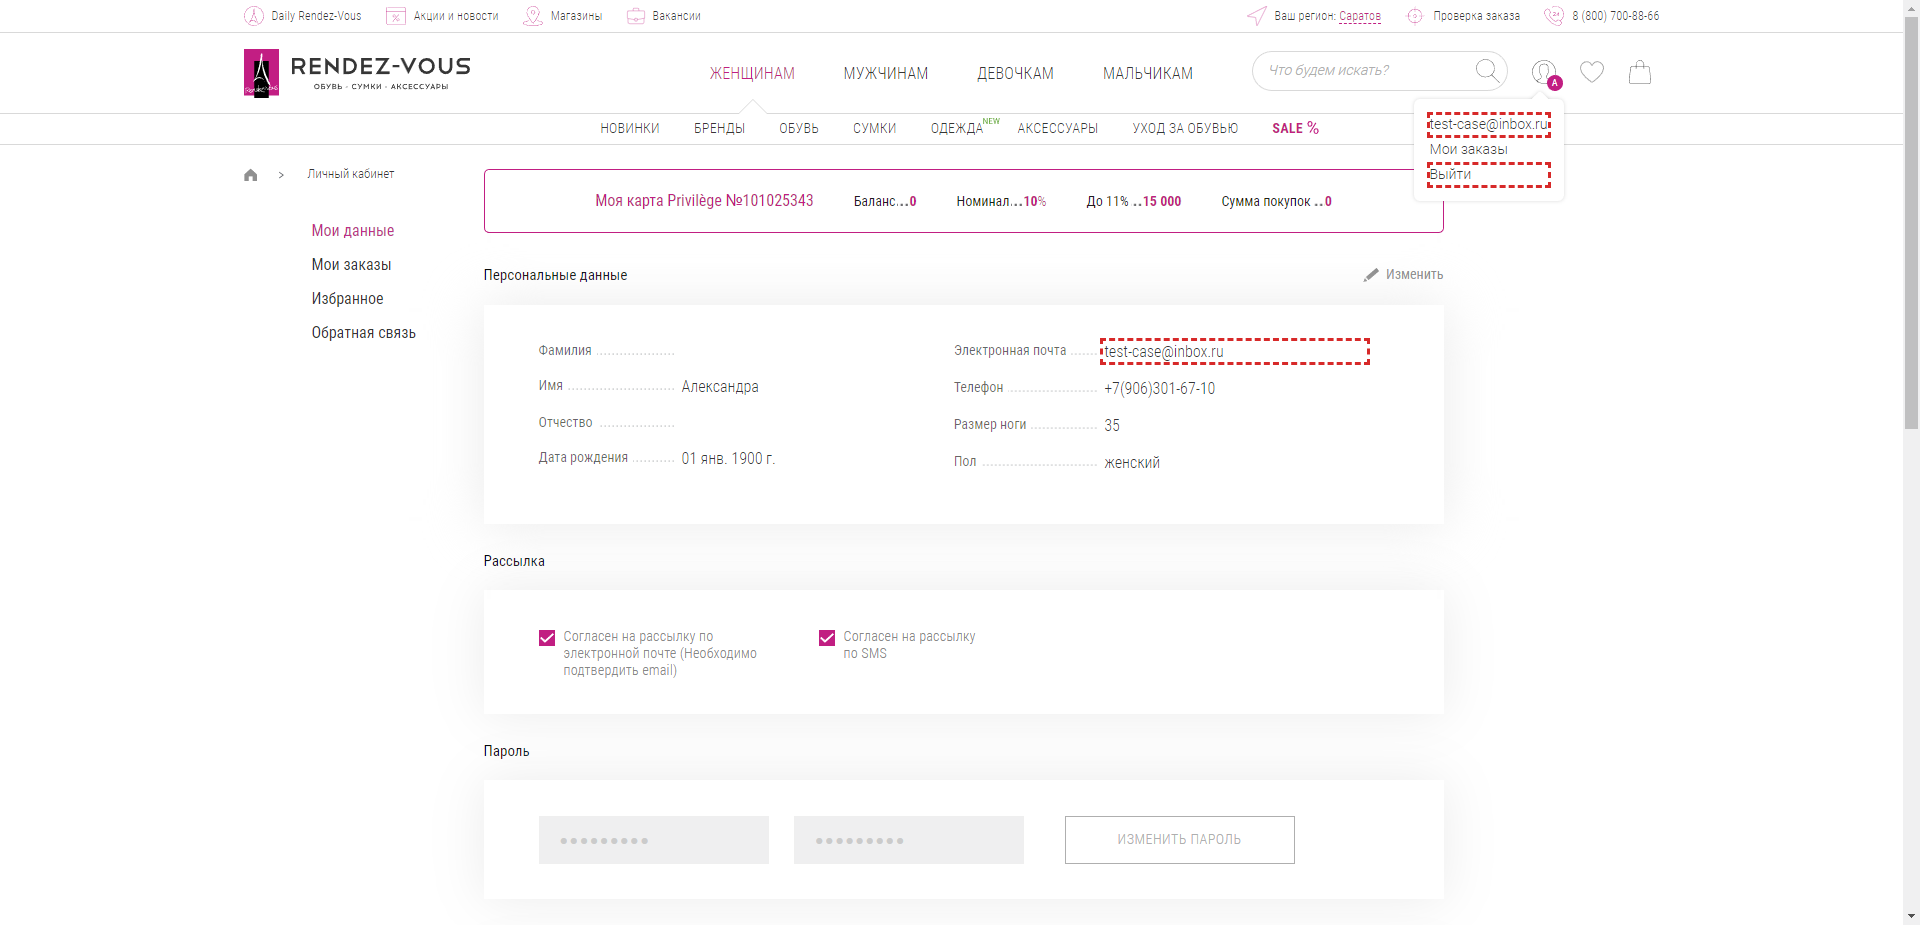 Daily Rendez-Vous
Акции и новости
Магазины
Вакансии
Ваш регион: Саратов
Проверка заказа
8 (800) 700-88-66
RENDEZ-VOUS
ОБУВЬ · СУМКИ · АКСЕССУАРЫ
ЖЕНЩИНАМ
МУЖЧИНАМ
ДЕВОЧКАМ
МАЛЬЧИКАМ
Что будем искать?
А
НОВИНКИ
БРЕНДЫ
ОБУВЬ
СУМКИ
ОДЕЖДА NEW
АКСЕССУАРЫ
УХОД ЗА ОБУВЬЮ
SALE %
test-case@inbox.ru
Мои заказы
Выйти
> Личный кабинет
Мои данные
Мои заказы
Избранное
Обратная связь
Моя карта Privilège №101025343
Баланс...0
Номинал...10%
До 11% ..15 000
Сумма покупок ..0
Персональные данные
Изменить
Фамилия
Имя Александра
Отчество
Дата рождения 01 янв. 1900 г.
Электронная почта test-case@inbox.ru
Телефон +7(906)301-67-10
Размер ноги 35
Пол женский
Рассылка
Согласен на рассылку по
электронной почте (Необходимо
подтвердить email)
Согласен на рассылку
по SMS
Пароль
ИЗМЕНИТЬ ПАРОЛЬ